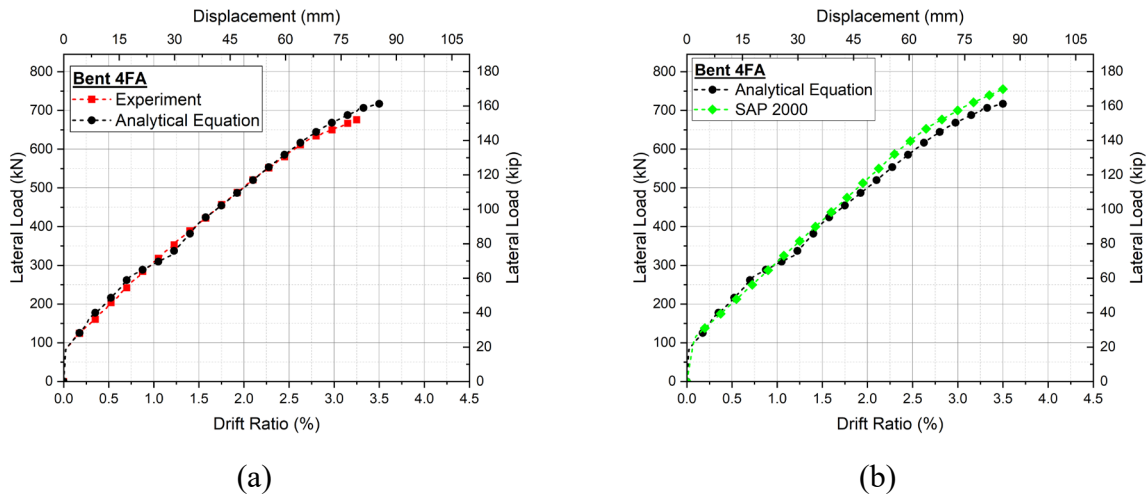 Displacement (mm)
0 15 30 45 60 75 90 105
Bent 4FA
Experiment
Analytical Equation
800
700
600
500
400
300
200
100
0
Lateral Load (kN)
180
160
140
120
100
80
60
40
20
0
Lateral Load (kip)
0.0 0.5 1.0 1.5 2.0 2.5 3.0 3.5 4.0 4.5
Drift Ratio (%)
(a)
Displacement (mm)
0 15 30 45 60 75 90 105
Bent 4FA
Analytical Equation
SAP 2000
800
700
600
500
400
300
200
100
0
Lateral Load (kN)
180
160
140
120
100
80
60
40
20
0
Lateral Load (kip)
0.0 0.5 1.0 1.5 2.0 2.5 3.0 3.5 4.0 4.5
Drift Ratio (%)
(b)